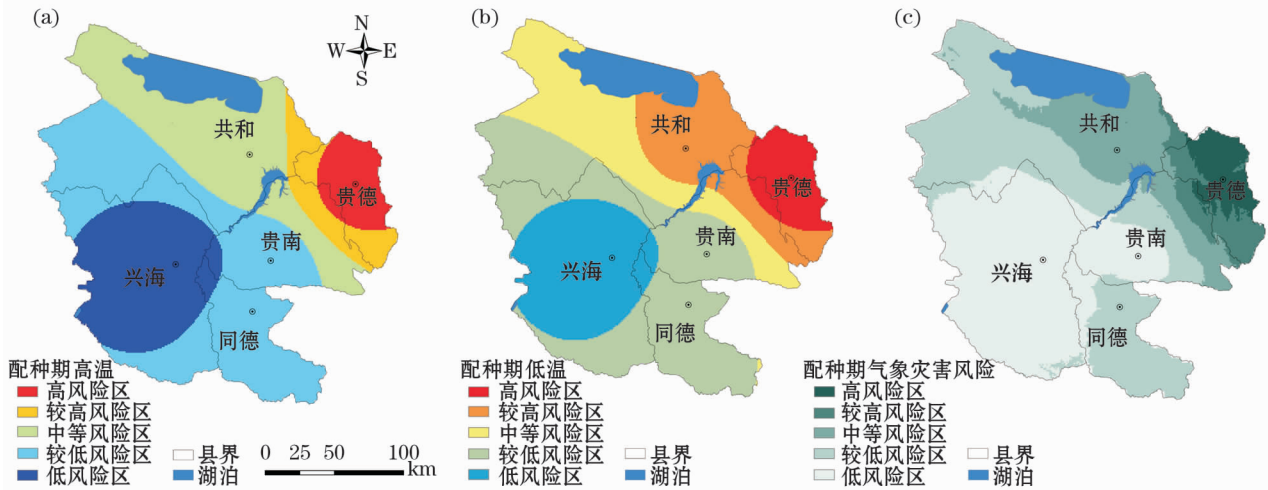 (a)
N
W E
S
共和
贵德
贵南
兴海
同德
配种期高温
高风险区
较高风险区
中等风险区
较低风险区
低风险区
县界
湖泊
0 25 50 100
km
(b)
共和
贵德
贵南
兴海
同德
配种期低温
高风险区
较高风险区
中等风险区
较低风险区
低风险区
县界
湖泊
(c)
共和
贵德
贵南
兴海
同德
配种期气象灾害风险
高风险区
较高风险区
中等风险区
较低风险区
低风险区
县界
湖泊